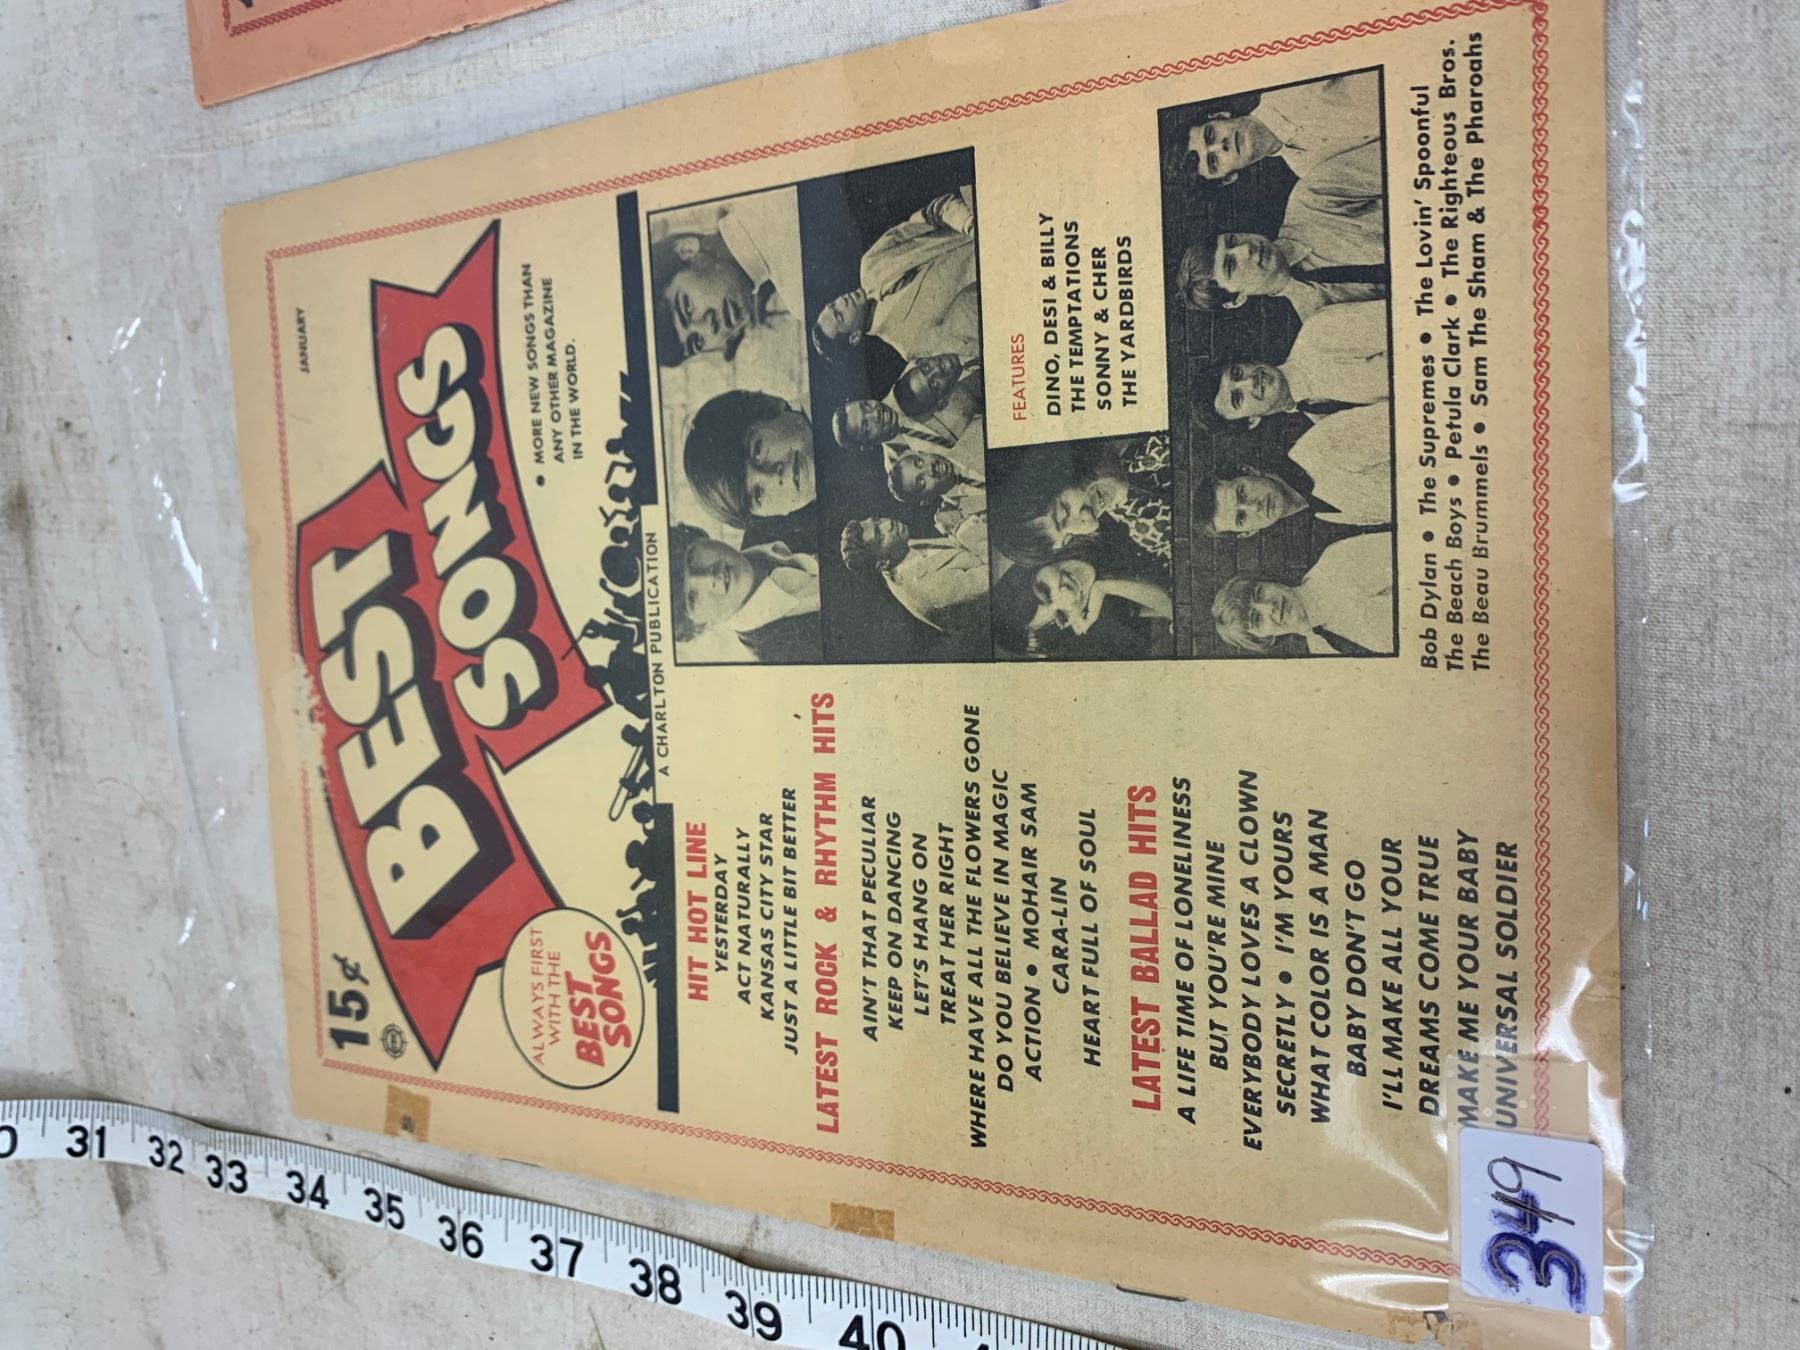 15¢
JANUARY
BEST
SONGS
ALWAYS FIRST
WITH THE
BEST
SONGS
• MORE NEW SONGS THAN
ANY OTHER MAGAZINE
IN THE WORLD.
A CHARLTON PUBLICATION
HIT HOT LINE
YESTERDAY
ACT NATURALLY
KANSAS CITY STAR
JUST A LITTLE BIT BETTER
LATEST ROCK & RHYTHM HITS
AIN'T THAT PECULIAR
KEEP ON DANCING
LET'S HANG ON
TREAT HER RIGHT
WHERE HAVE ALL THE FLOWERS GONE
DO YOU BELIEVE IN MAGIC
ACTION • MOHAIR SAM
CARA-LIN
HEART FULL OF SOUL
LATEST BALLAD HITS
A LIFE TIME OF LONELINESS
BUT YOU'RE MINE
EVERYBODY LOVES A CLOWN
SECRETLY • I'M YOURS
WHAT COLOR IS A MAN
BABY DON'T GO
I'LL MAKE ALL YOUR
DREAMS COME TRUE
MAKE ME YOUR BABY
UNIVERSAL SOLDIER
FEATURES
DINO, DESI & BILLY
THE TEMPTATIONS
SONNY & CHER
THE YARDBIRDS
Bob Dylan • The Supremes • The Lovin' Spoonful
The Beach Boys • Petula Clark • The Righteous Bros.
The Beau Brummels • Sam The Sham & The Pharoahs
349
31 32 33 34 35 36 37 38 39 40